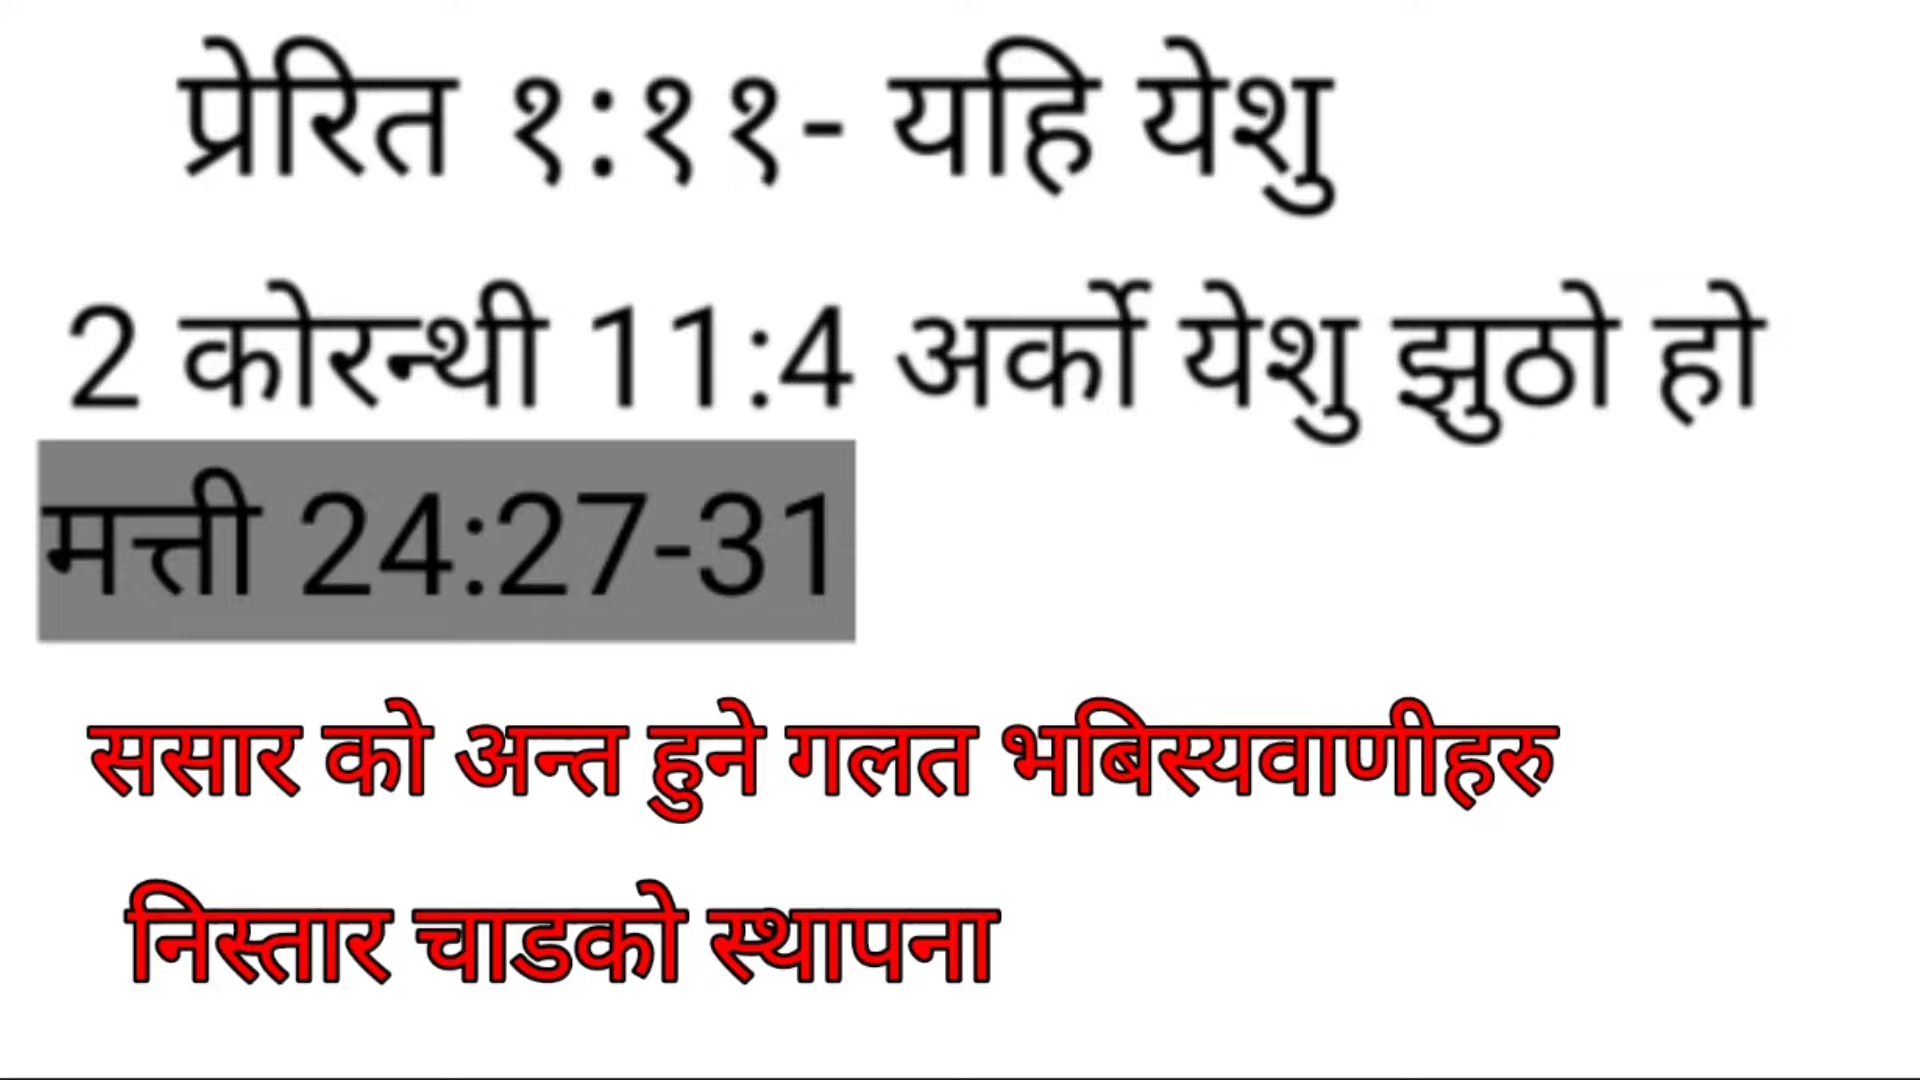 प्रेरित १:११- यहि येशु
2 कोरन्थी 11:4 अर्को येशु झुठो हो
मत्ती 24:27-31
ससार को अन्त हुने गलत भबिस्यवाणीहरु
निस्तार चाडको स्थापना